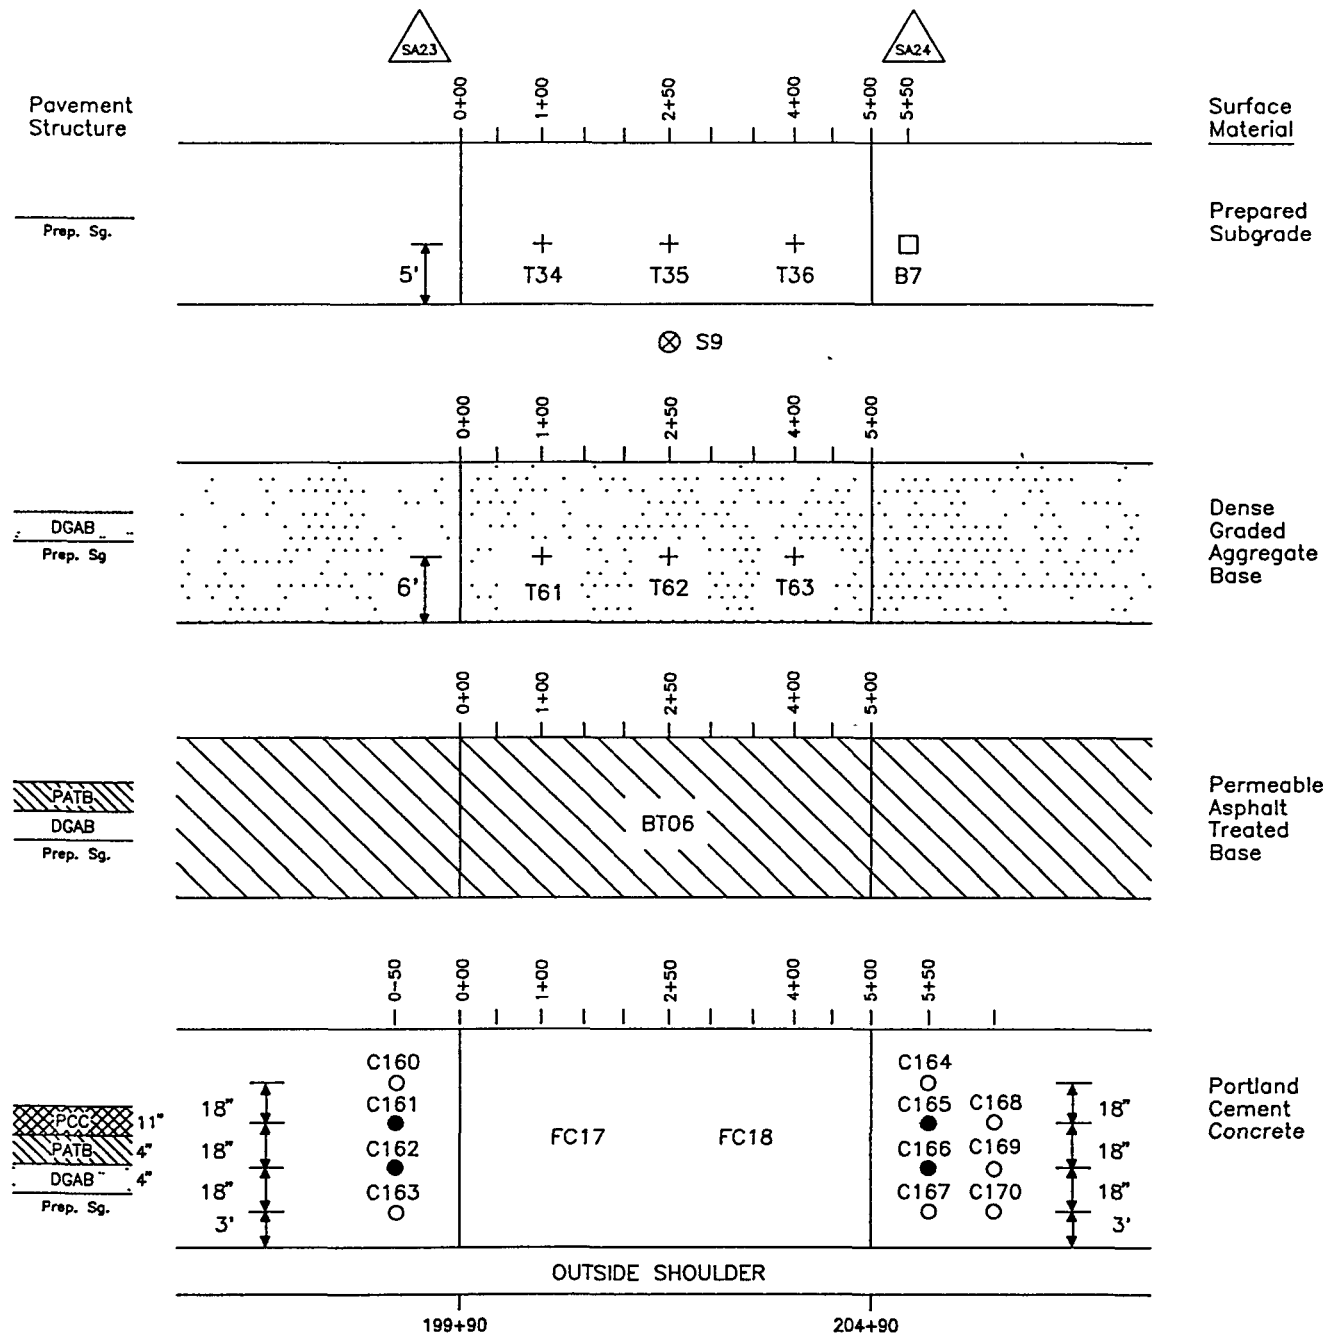 SA23
SA24
Pavement
Structure
0+00
1+00
2+50
4+00
5+00
5+50
Surface
Material
Prep. Sg.
5'
T34
T35
T36
B7
Prepared
Subgrade
S9
0+00
1+00
2+50
4+00
5+00
DGAB
Prep. Sg
6'
T61
T62
T63
Dense
Graded
Aggregate
Base
0+00
1+00
2+50
4+00
5+00
PATB
DGAB
Prep. Sg.
BT06
Permeable
Asphalt
Treated
Base
0-50
0+00
1+00
2+50
4+00
5+00
5+50
PCC 11"
PATB 4"
DGAB 4"
Prep. Sg.
18"
18"
18"
3'
C160
C161
C162
C163
FC17
FC18
C164
C165 C168
C166 C169
C167 C170
18"
18"
18"
3'
Portland
Cement
Concrete
OUTSIDE SHOULDER
199+90
204+90